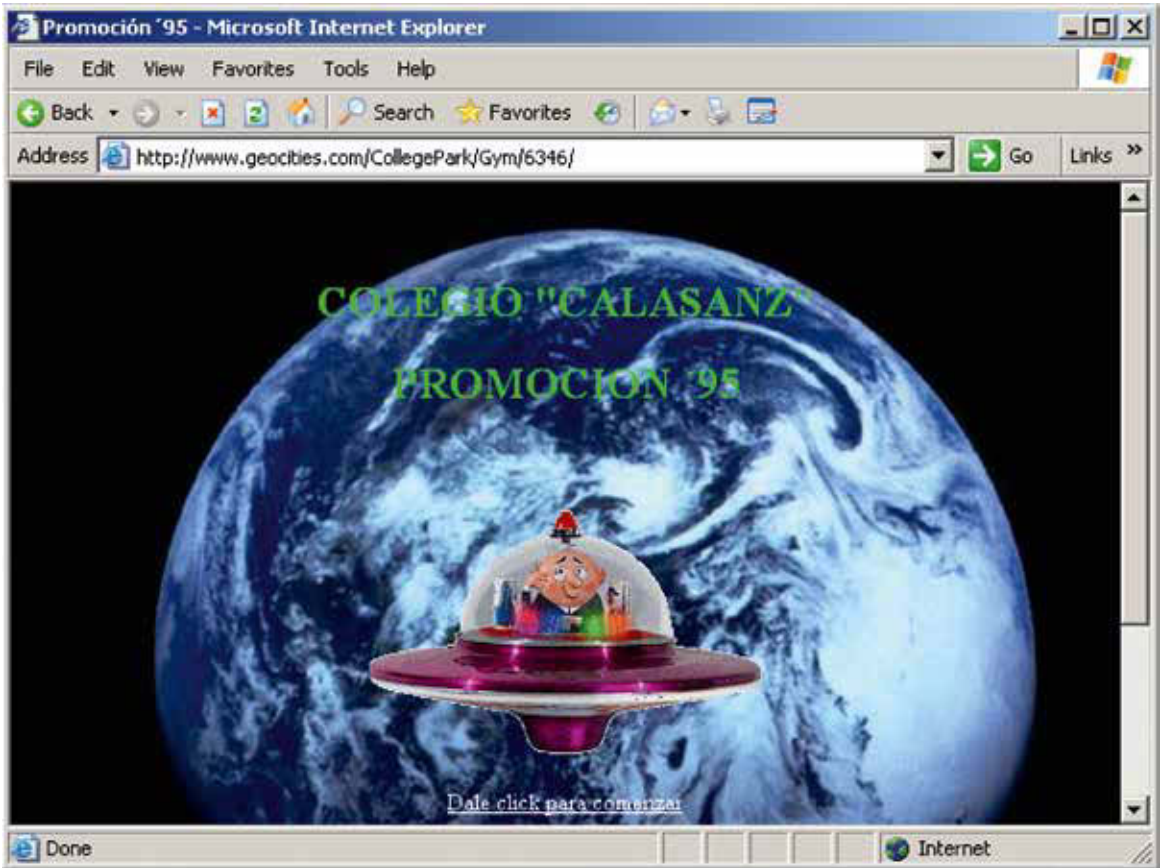 Promoción ´95 - Microsoft Internet Explorer
File Edit View Favorites Tools Help
Back Search Favorites
Address http://www.geocities.com/CollegePark/Gym/6346/ Go Links »
COLEGIO "CALASANZ"
PROMOCION ´95
Dale click para comenzar
Done Internet